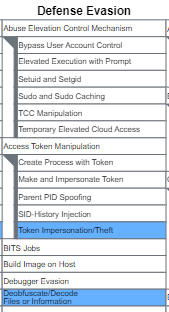 Defense Evasion
Abuse Elevation Control Mechanism
Bypass User Account Control
Elevated Execution with Prompt
Setuid and Setgid
Sudo and Sudo Caching
TCC Manipulation
Temporary Elevated Cloud Access
Access Token Manipulation
Create Process with Token
Make and Impersonate Token
Parent PID Spoofing
SID-History Injection
Token Impersonation/Theft
BITS Jobs
Build Image on Host
Debugger Evasion
Deobfuscate/Decode
Files or Information